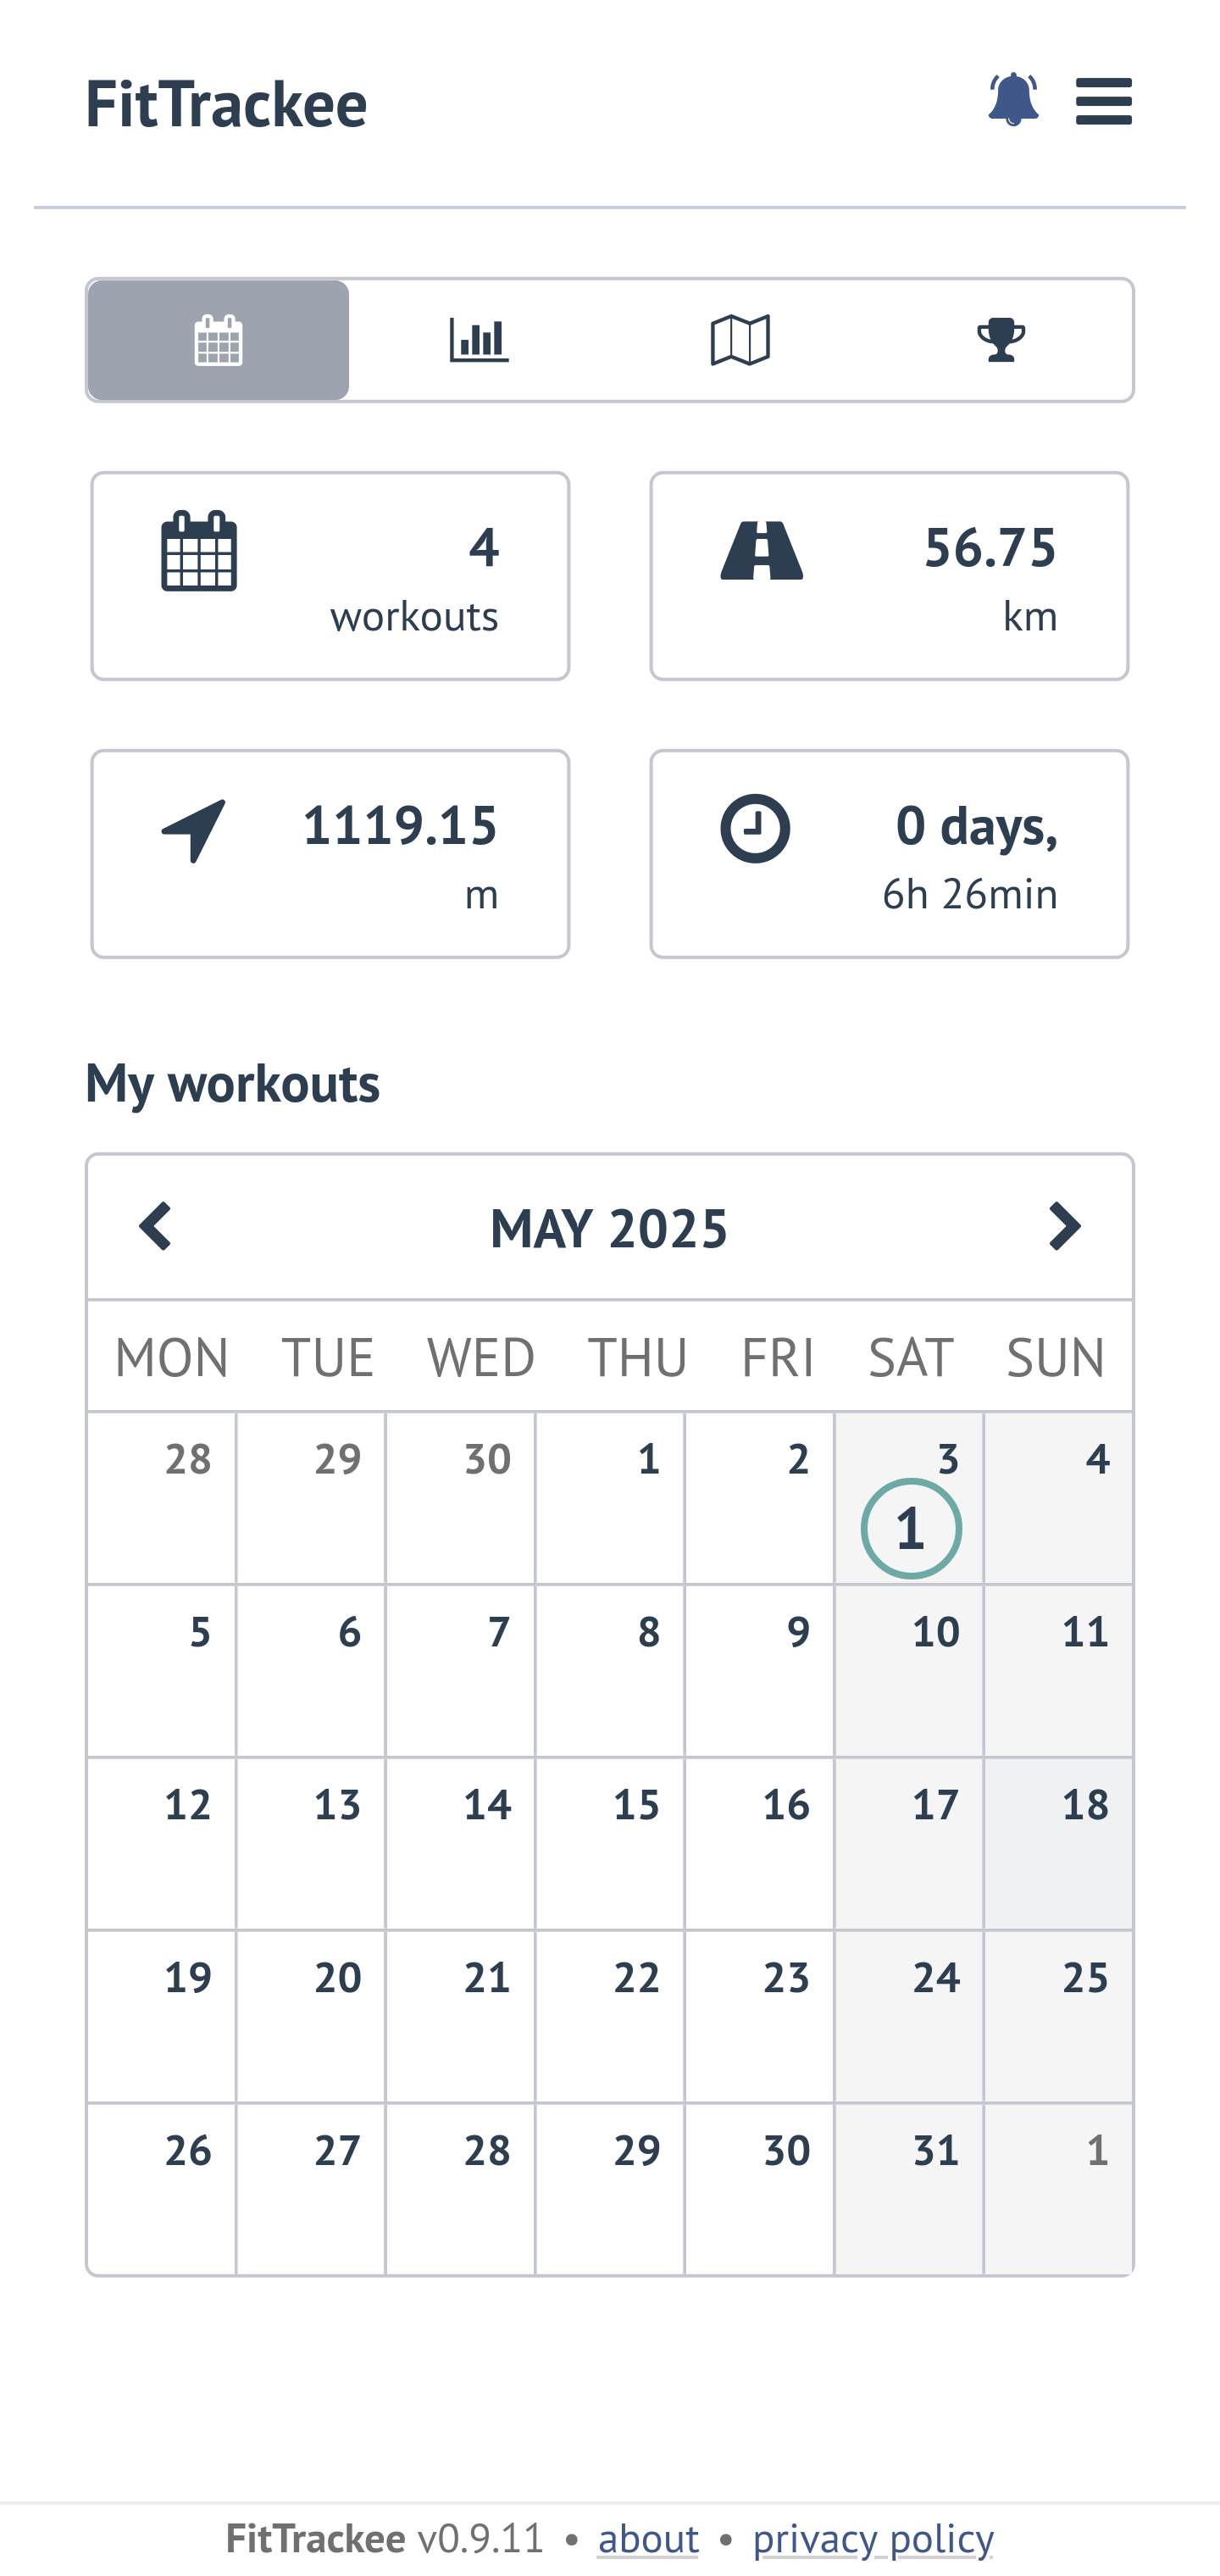 FitTrackee
4
workouts
56.75
km
1119.15
m
0 days,
6h 26min
My workouts
MAY 2025
MON TUE WED THU FRI SAT SUN
28 29 30 1 2 3 4
1
5 6 7 8 9 10 11
12 13 14 15 16 17 18
19 20 21 22 23 24 25
26 27 28 29 30 31 1
FitTrackee v0.9.11 • about • privacy policy